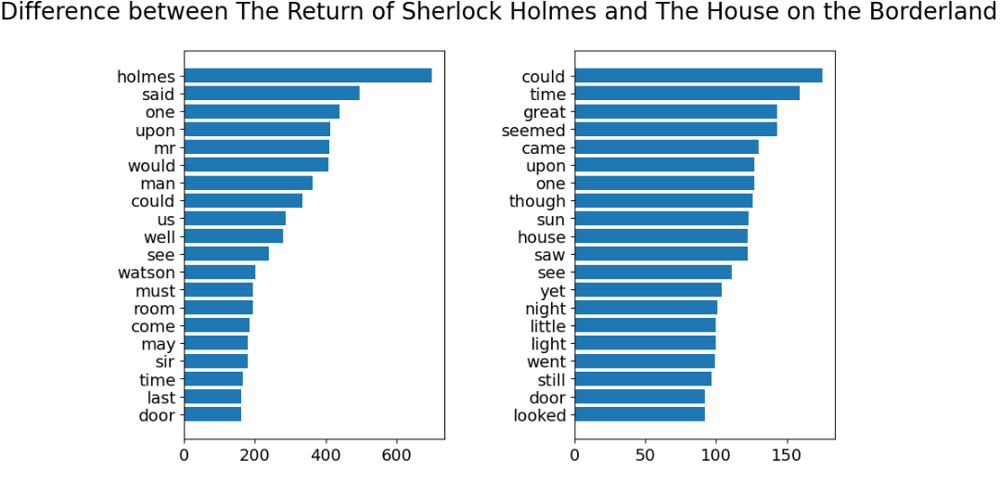 Difference between The Return of Sherlock Holmes and The House on the Borderland
holmes
said
one
upon
mr
would
man
could
us
well
see
watson
must
room
come
may
sir
time
last
door
0 200 400 600
could
time
great
seemed
came
upon
one
though
sun
house
saw
see
yet
night
little
light
went
still
door
looked
0 50 100 150